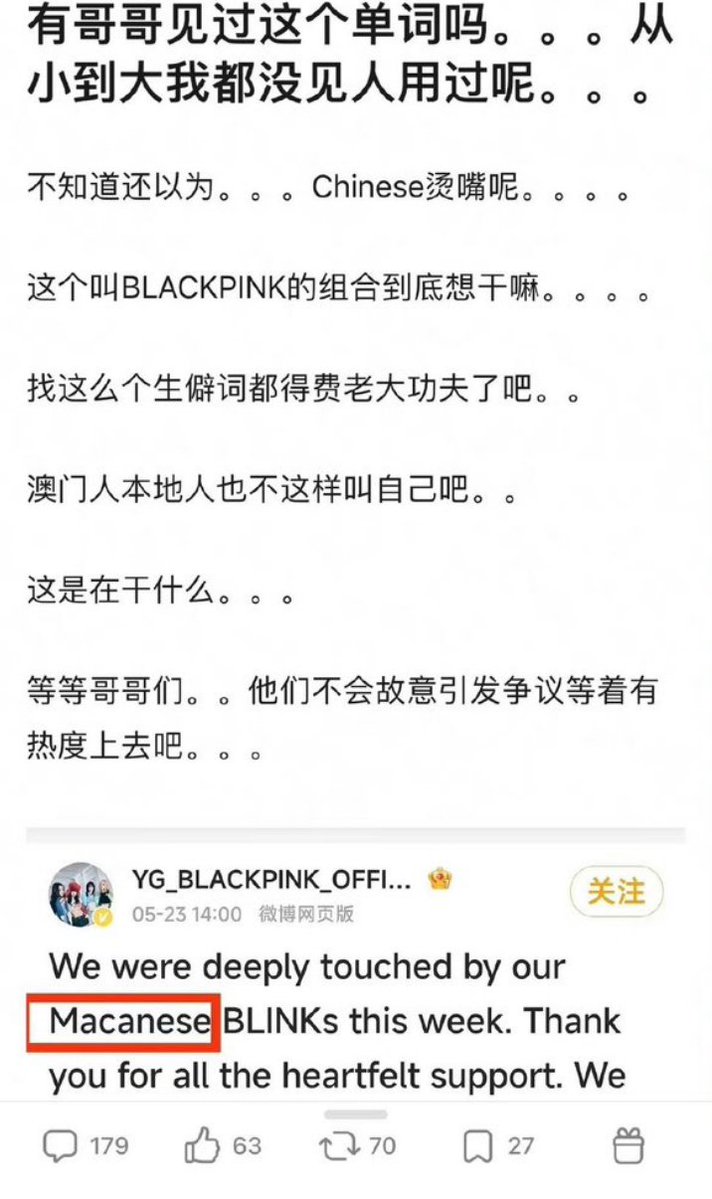 有哥哥见过这个单词吗。。。从
小到大我都没见人用过呢。。。
不知道还以为。。。Chinese烫嘴呢。。。。
这个叫BLACKPINK的组合到底想干嘛。。。。
找这么个生僻词都得费老大功夫了吧。。
澳门人本地人也不这样叫自己吧。。
这是在干什么。。。
等等哥哥们。。他们不会故意引发争议等着有
热度上去吧。。。
YG_BLACKPINK_OFFI...
关注
05-23 14:00 微博网页版
We were deeply touched by our
Macanese BLINKs this week. Thank
you for all the heartfelt support. We
179 63 70 27